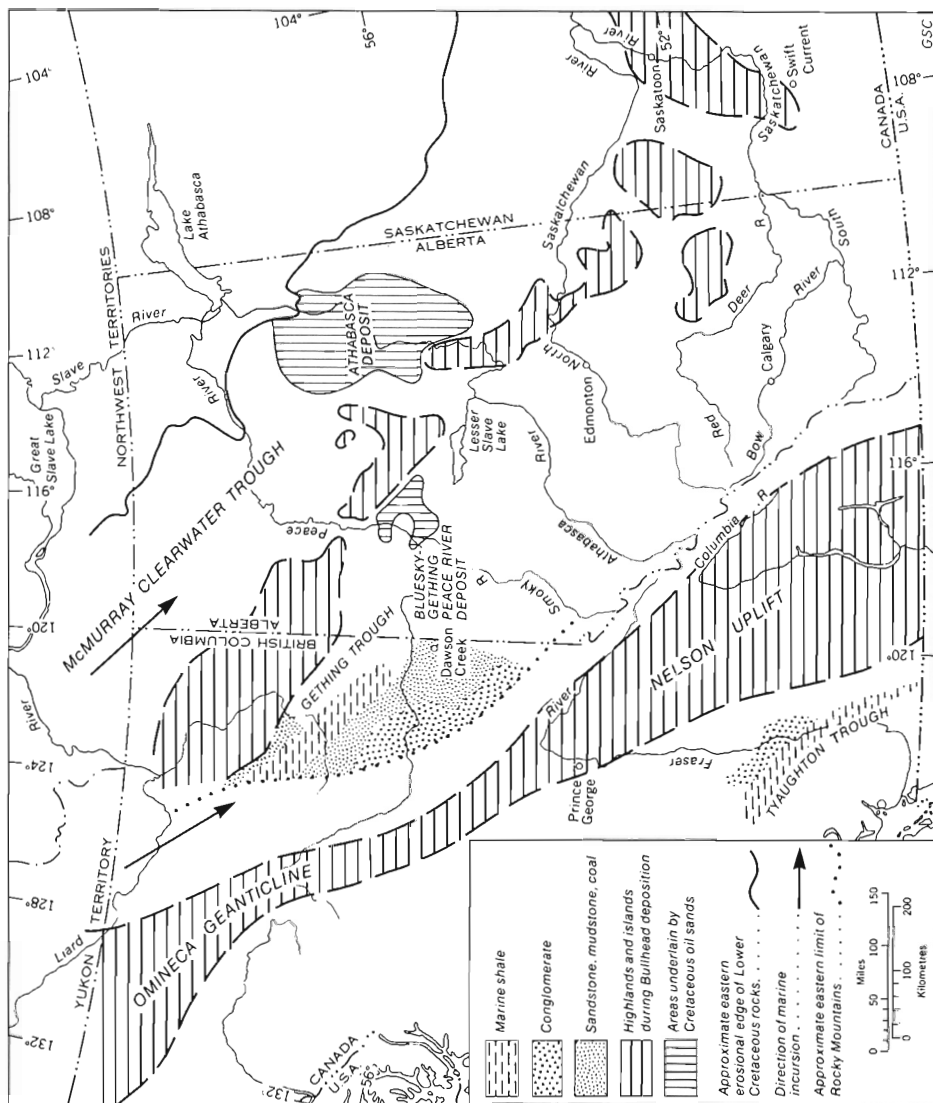 132°
128°
124°
120°
116°
112°
108°
104°
104°
56°
52°
108°
112°
116°
120°
132°
56°
YUKON TERRITORY
NORTHWEST TERRITORIES
Great
Slave Lake
Slave River
Lake
Athabasca
Liard
River
River
Peace
McMURRAY CLEARWATER TROUGH
BRITISH COLUMBIA
ALBERTA
SASKATCHEWAN
ALBERTA
ATHABASCA
DEPOSIT
OMINECA GEANTICLINE
GETHING TROUGH
BLUESKY-
GETHING
PEACE RIVER
DEPOSIT
Dawson
Creek
Smoky R
Lesser
Slave
Lake
Athabasca River
Edmonton
North Saskatchewan River
Saskatoon
River
Red Deer R
Bow River
Calgary
South Saskatchewan
Swift
Current
Prince
George
River
Fraser
Columbia R
NELSON UPLIFT
TYAUGHTON TROUGH
CANADA
U.S.A.
CANADA
U.S.A.
GSC
Marine shale
Conglomerate
Sandstone, mudstone, coal
Highlands and islands
during Bullhead deposition
Areas underlain by
Cretaceous oil sands
Approximate eastern
erosional edge of Lower
Cretaceous rocks
Direction of marine
incursion
Approximate eastern limit of
Rocky Mountains
Miles
0 50 100 150
0 100 200
Kilometres